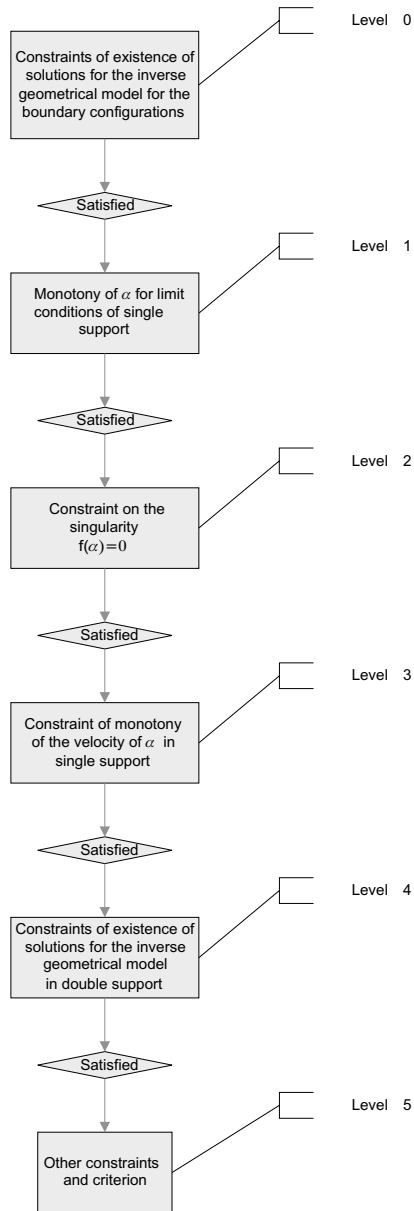 Level 0
Constraints of existence of
solutions for the inverse
geometrical model for the
boundary configurations
Satisfied
Level 1
Monotony of α for limit
conditions of single
support
Satisfied
Level 2
Constraint on the
singularity
f(α)=0
Satisfied
Level 3
Constraint of monotony
of the velocity of α in
single support
Satisfied
Level 4
Constraints of existence of
solutions for the inverse
geometrical model
in double support
Satisfied
Level 5
Other constraints
and criterion